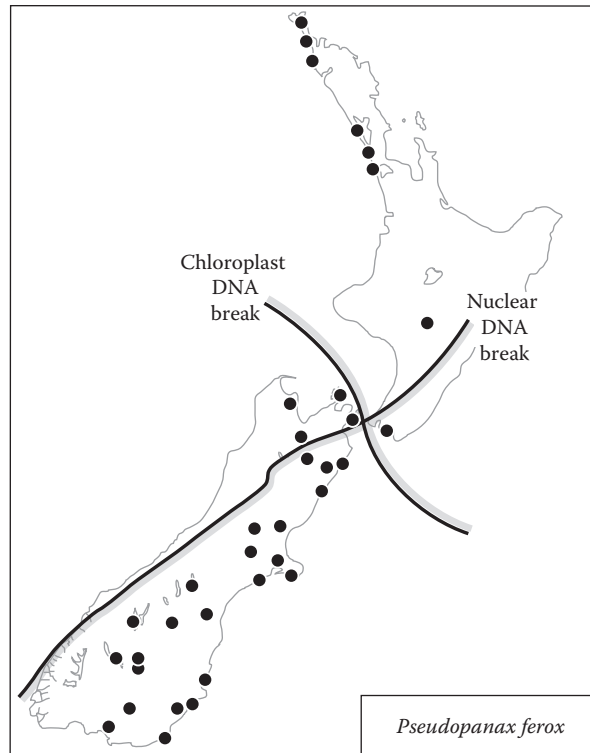 Chloroplast
DNA
break
Nuclear
DNA
break
Pseudopanax ferox